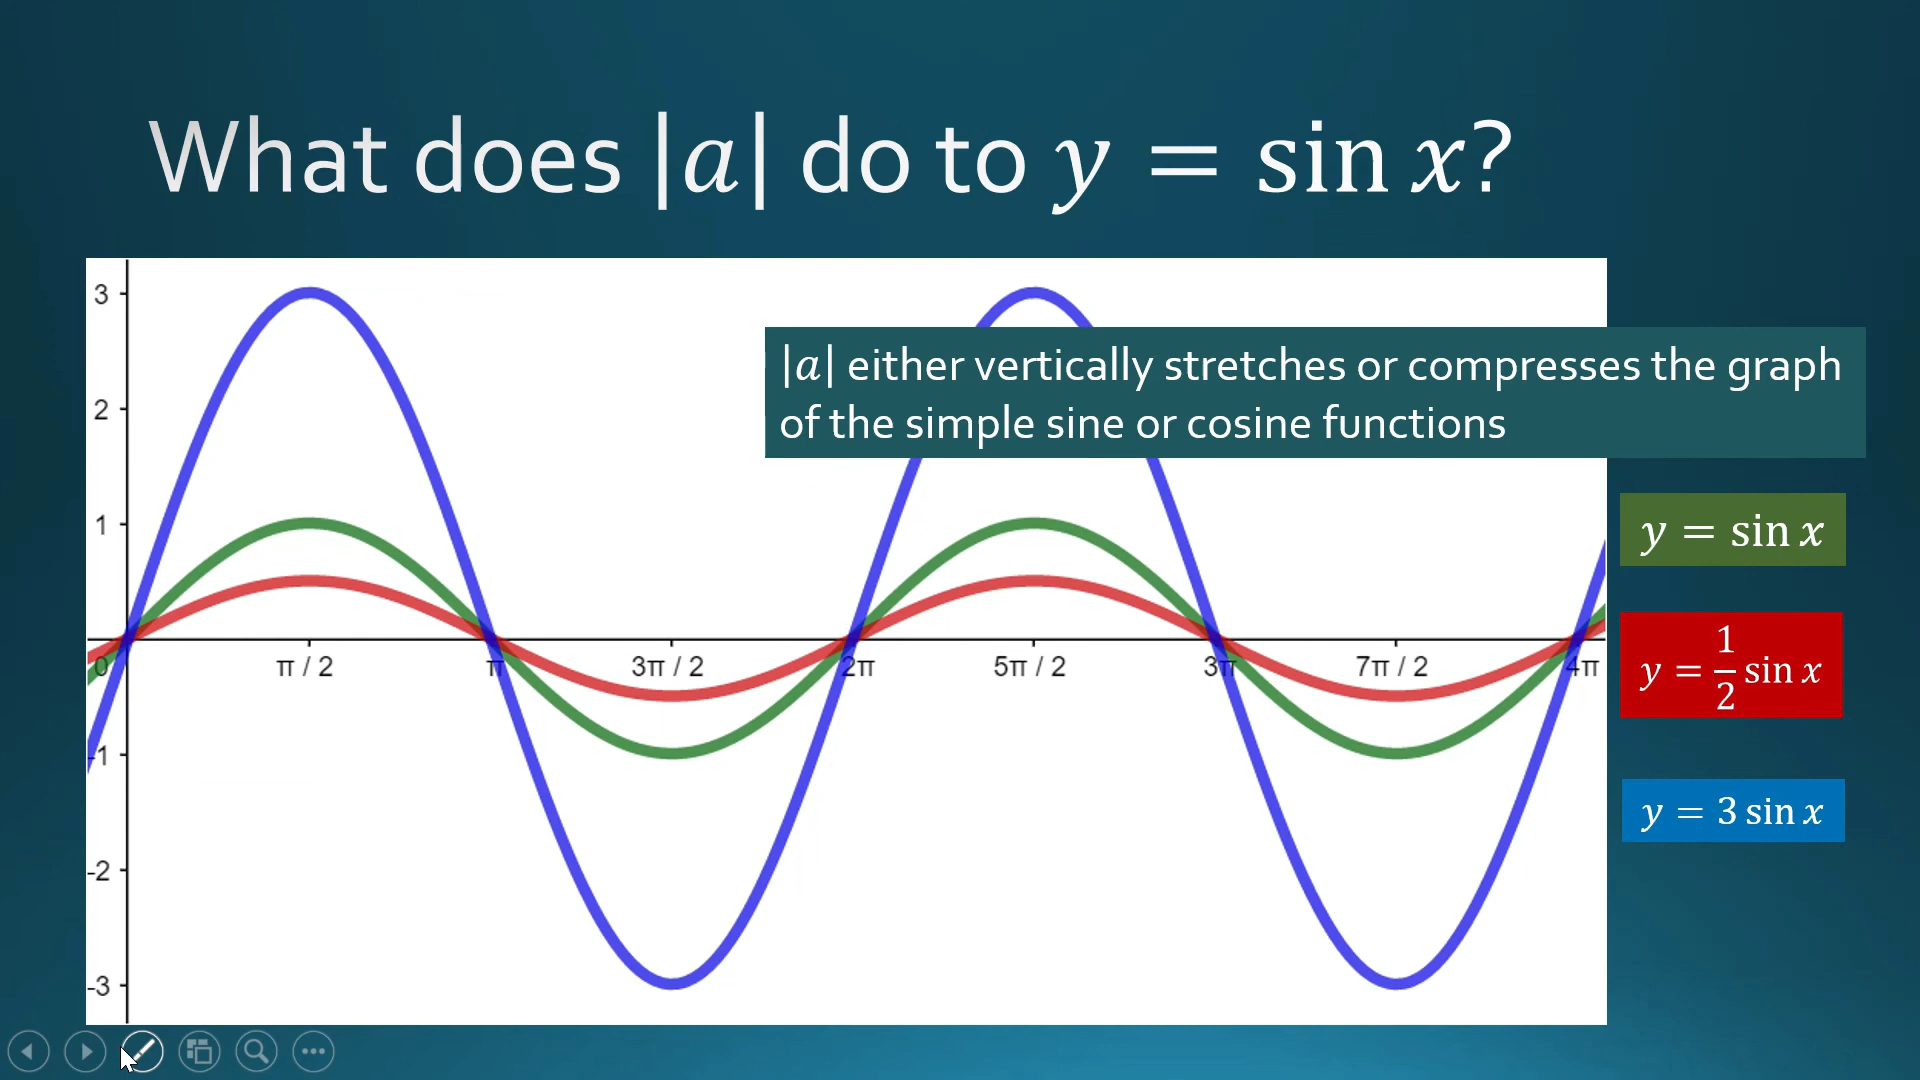 What does |a| do to y = sin x?
|a| either vertically stretches or compresses the graph
of the simple sine or cosine functions
3
2
1
0
π / 2
π
3π / 2
2π
5π / 2
3π
7π / 2
4π
-1
-2
-3
y = sin x
y = 1/2 sin x
y = 3 sin x